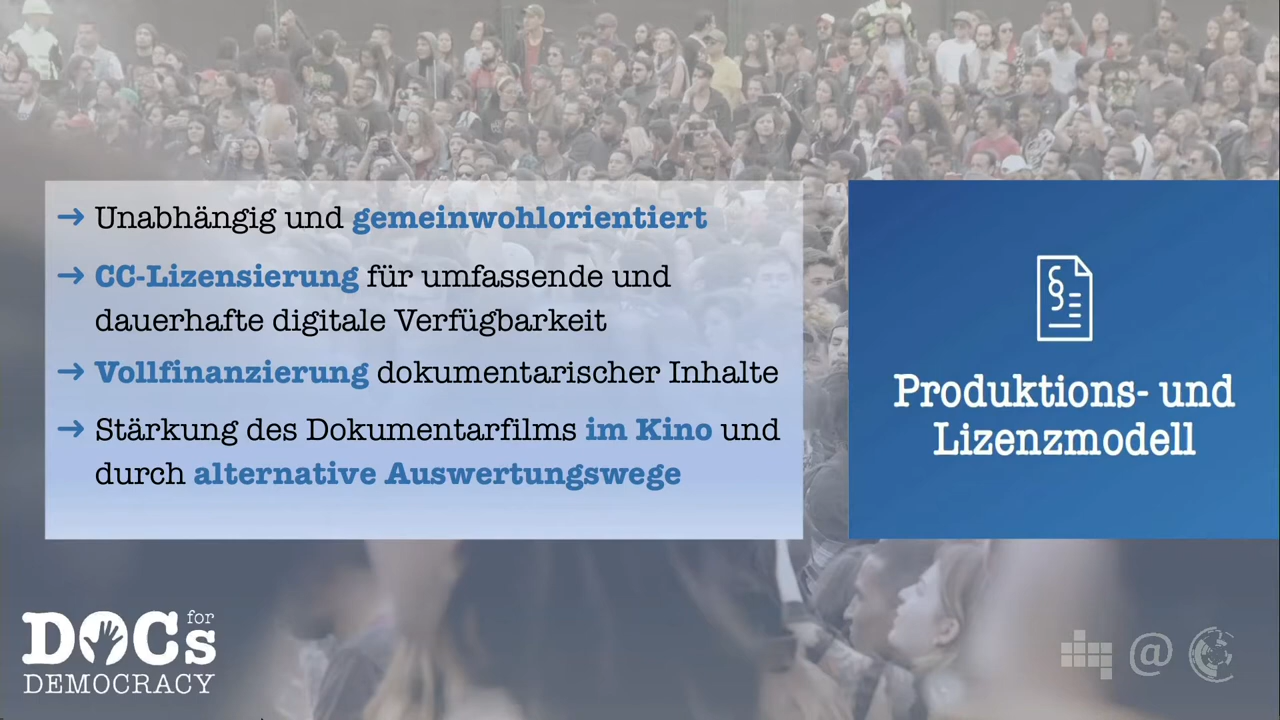 → Unabhängig und gemeinwohlorientiert
→ CC-Lizensierung für umfassende und
dauerhafte digitale Verfügbarkeit
→ Vollfinanzierung dokumentarischer Inhalte
→ Stärkung des Dokumentarfilms im Kino und
durch alternative Auswertungswege
§
Produktions- und
Lizenzmodell
DOCs for
DEMOCRACY
@